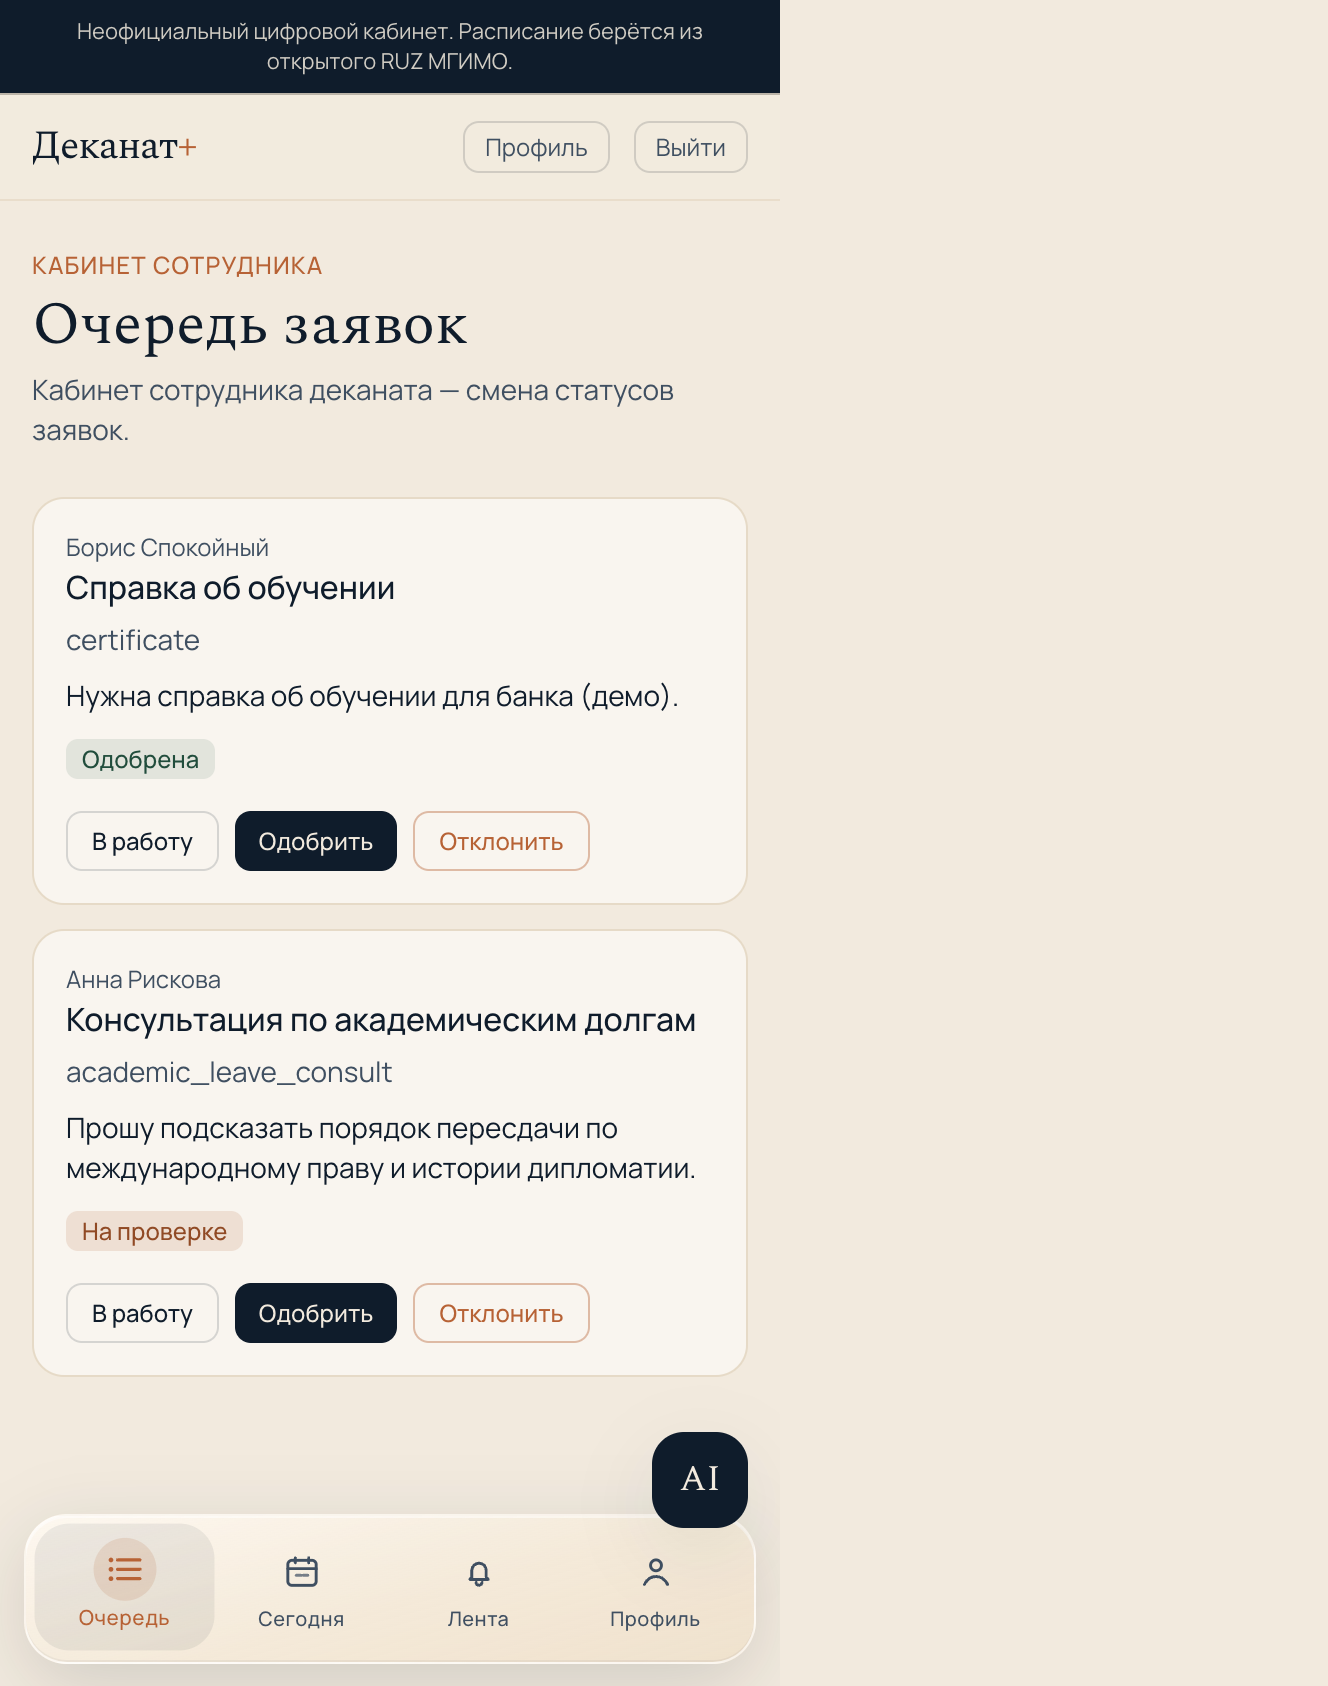 Неофициальный цифровой кабинет. Расписание берётся из
открытого RUZ МГИМО.
Деканат+
Профиль
Выйти
КАБИНЕТ СОТРУДНИКА
Очередь заявок
Кабинет сотрудника деканата — смена статусов
заявок.
Борис Спокойный
Справка об обучении
certificate
Нужна справка об обучении для банка (демо).
Одобрена
В работу
Одобрить
Отклонить
Анна Рискова
Консультация по академическим долгам
academic_leave_consult
Прошу подсказать порядок пересдачи по
международному праву и истории дипломатии.
На проверке
В работу
Одобрить
Отклонить
AI
Очередь
Сегодня
Лента
Профиль